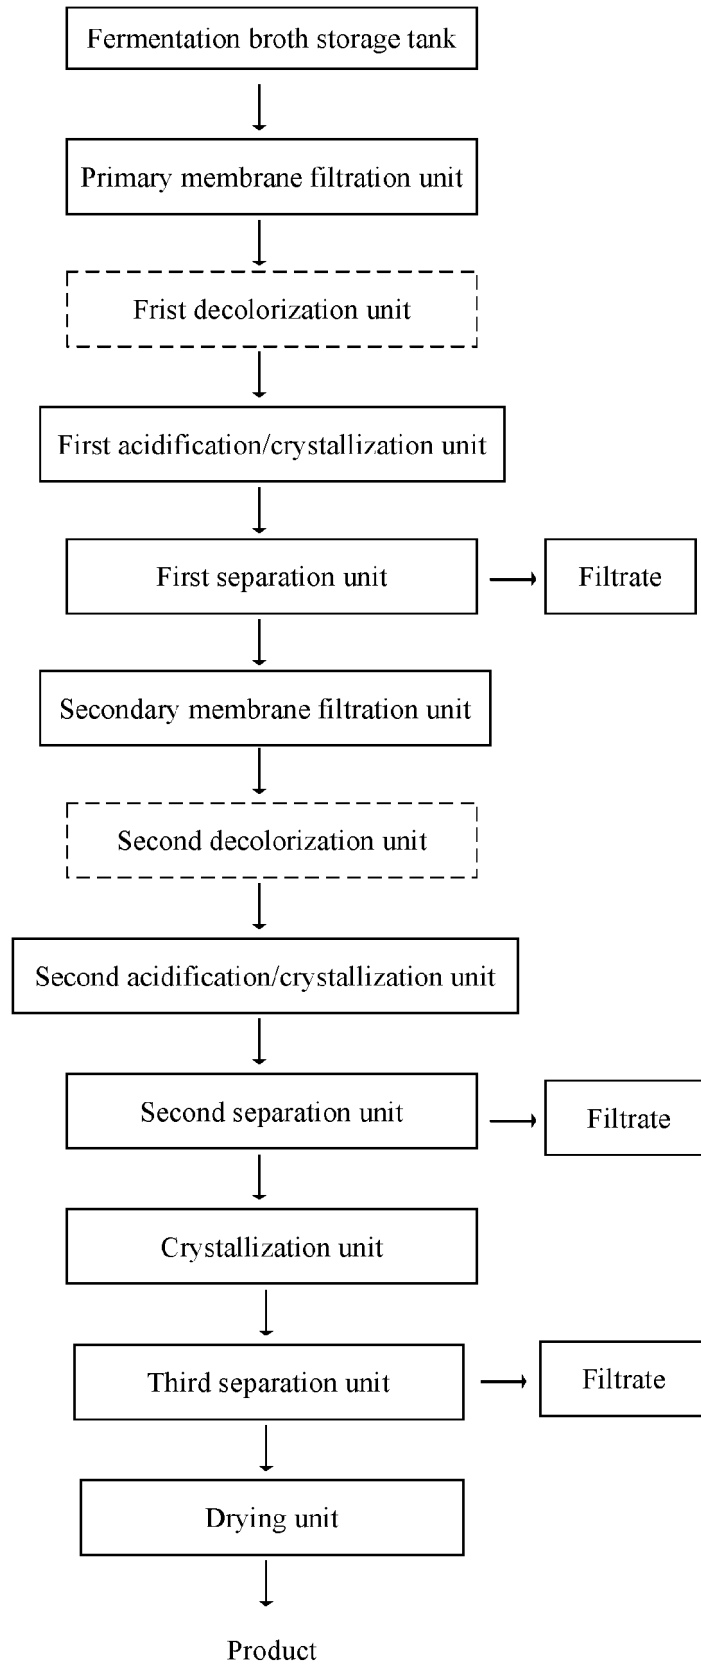 Fermentation broth storage tank
Primary membrane filtration unit
Frist decolorization unit
First acidification/crystallization unit
First separation unit
Filtrate
Secondary membrane filtration unit
Second decolorization unit
Second acidification/crystallization unit
Second separation unit
Filtrate
Crystallization unit
Third separation unit
Filtrate
Drying unit
Product